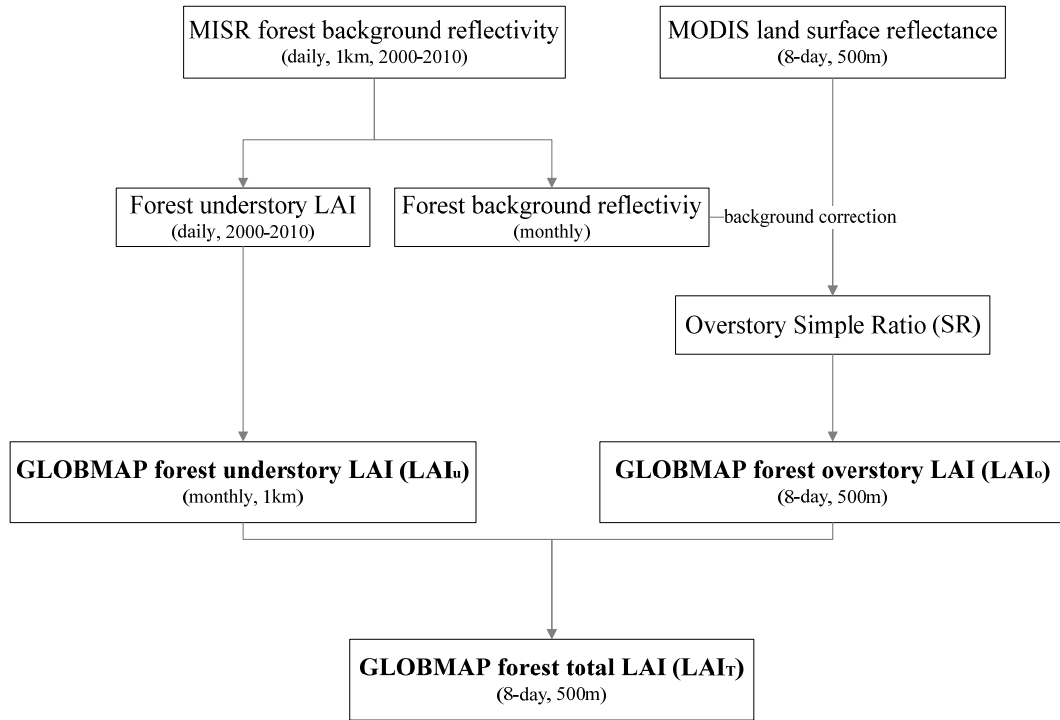 MISR forest background reflectivity
(daily, 1km, 2000-2010)
MODIS land surface reflectance
(8-day, 500m)
Forest understory LAI
(daily, 2000-2010)
Forest background reflectiviy
(monthly)
background correction
Overstory Simple Ratio (SR)
GLOBMAP forest understory LAI (LAIu)
(monthly, 1km)
GLOBMAP forest overstory LAI (LAIo)
(8-day, 500m)
GLOBMAP forest total LAI (LAIT)
(8-day, 500m)